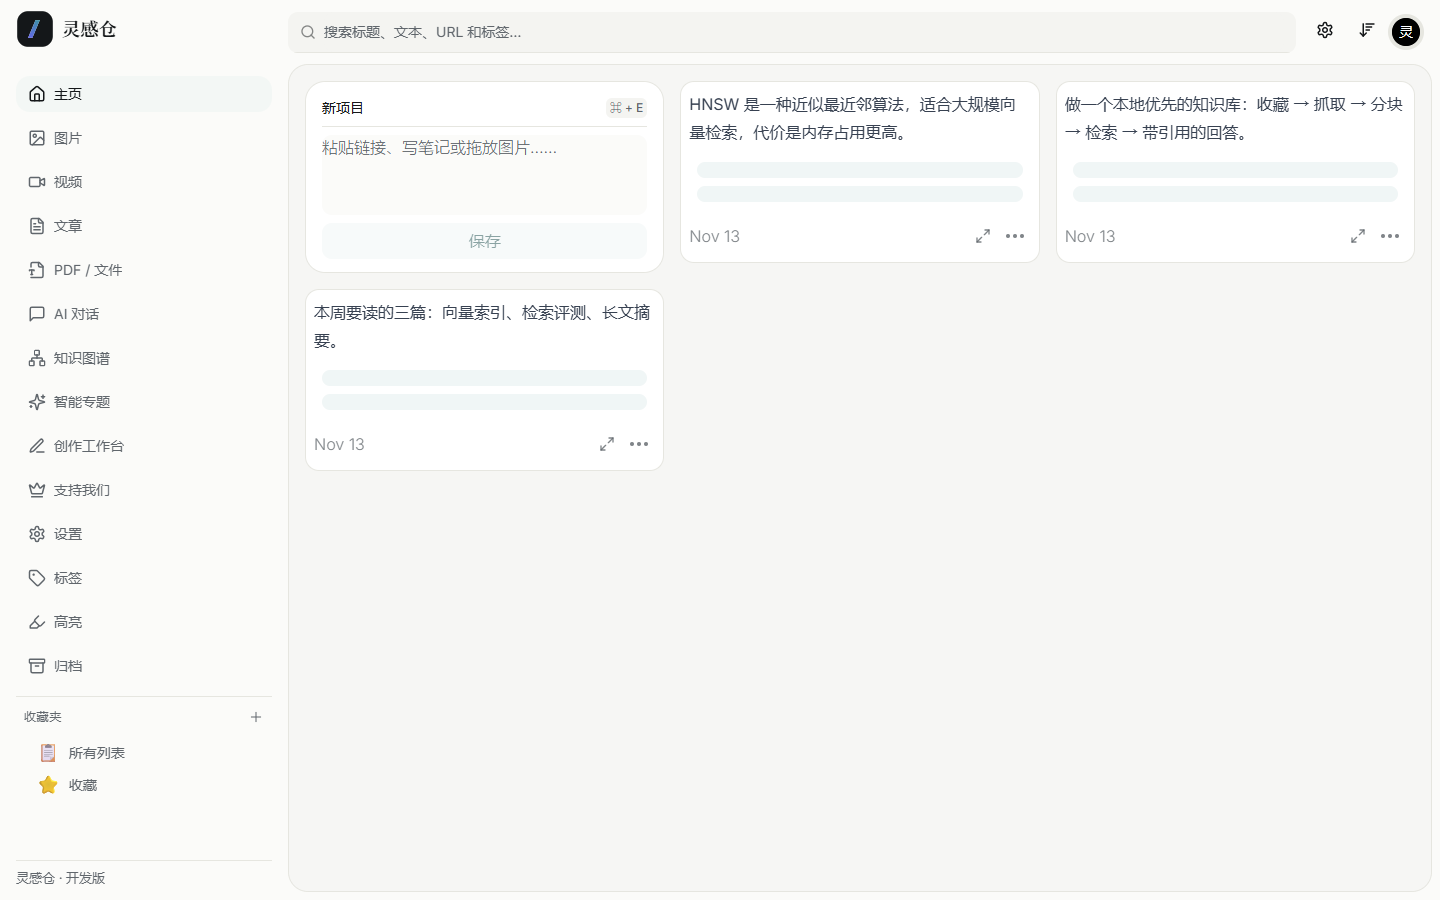 灵感仓
搜索标题、文本、URL 和标签...
灵
主页
图片
视频
文章
PDF / 文件
AI 对话
知识图谱
智能专题
创作工作台
支持我们
设置
标签
高亮
归档
收藏夹
所有列表
收藏
灵感仓 · 开发版
新项目
⌘ + E
粘贴链接、写笔记或拖放图片......
保存
HNSW 是一种近似最近邻算法，适合大规模向
量检索，代价是内存占用更高。
Nov 13
做一个本地优先的知识库：收藏 → 抓取 → 分块
→ 检索 → 带引用的回答。
Nov 13
本周要读的三篇：向量索引、检索评测、长文摘
要。
Nov 13